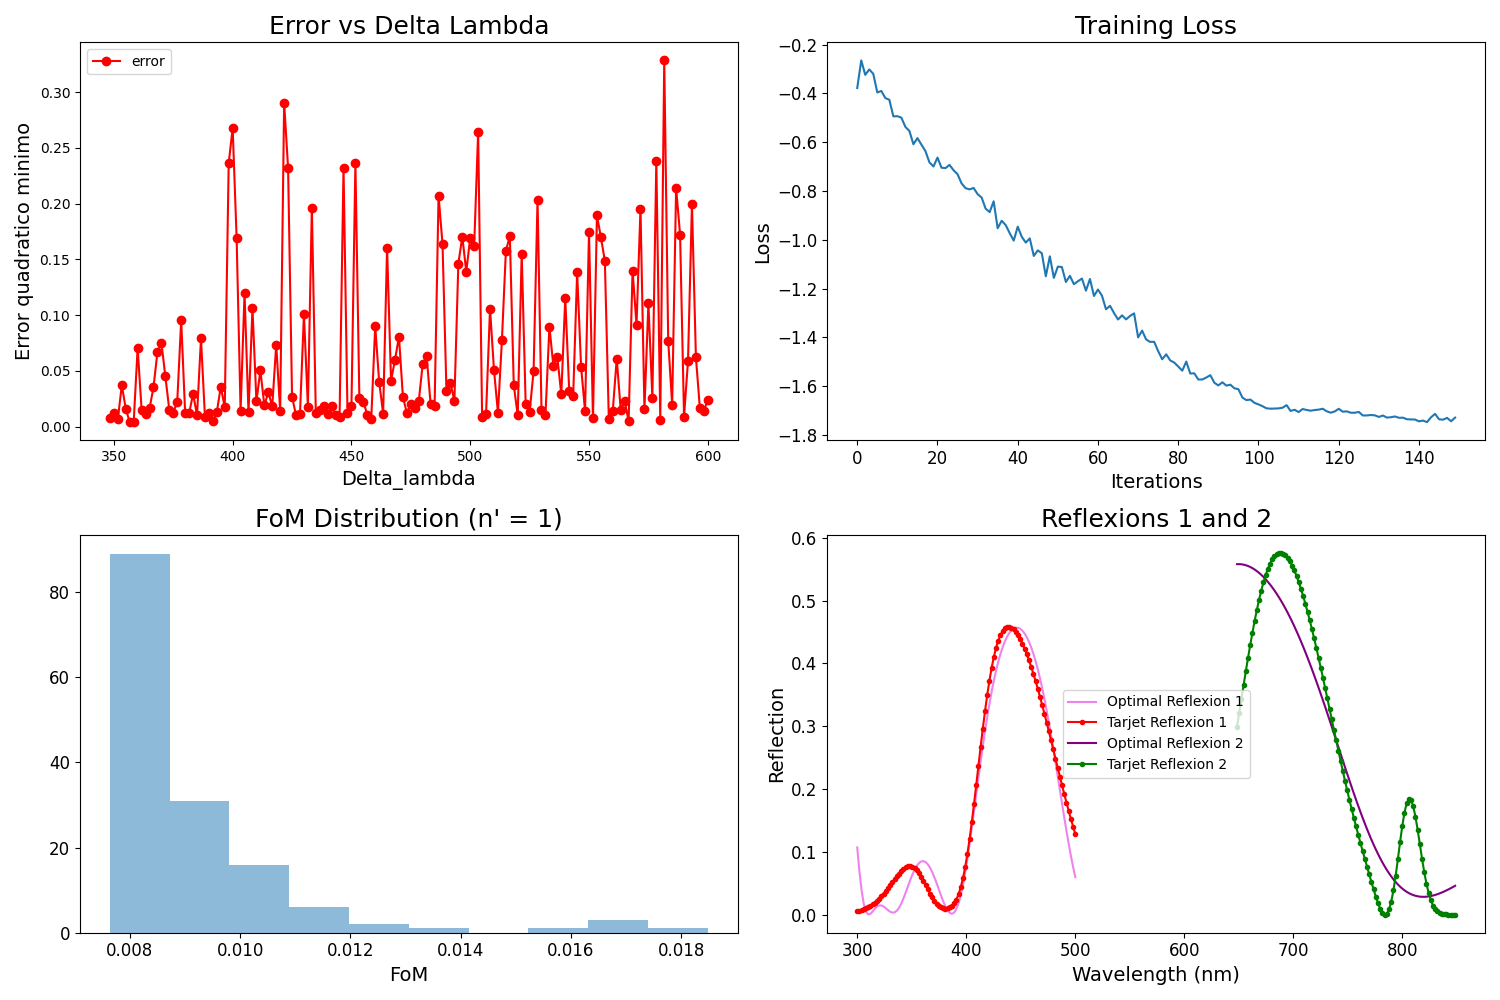 Error vs Delta Lambda
error
Error quadratico minimo
0.30
0.25
0.20
0.15
0.10
0.05
0.00
350 400 450 500 550 600
Delta_lambda
Training Loss
Loss
−0.2
−0.4
−0.6
−0.8
−1.0
−1.2
−1.4
−1.6
−1.8
0 20 40 60 80 100 120 140
Iterations
FoM Distribution (n' = 1)
80
60
40
20
0
0.008 0.010 0.012 0.014 0.016 0.018
FoM
Reflexions 1 and 2
Reflection
0.6
0.5
0.4
0.3
0.2
0.1
0.0
Optimal Reflexion 1
Tarjet Reflexion 1
Optimal Reflexion 2
Tarjet Reflexion 2
300 400 500 600 700 800
Wavelength (nm)